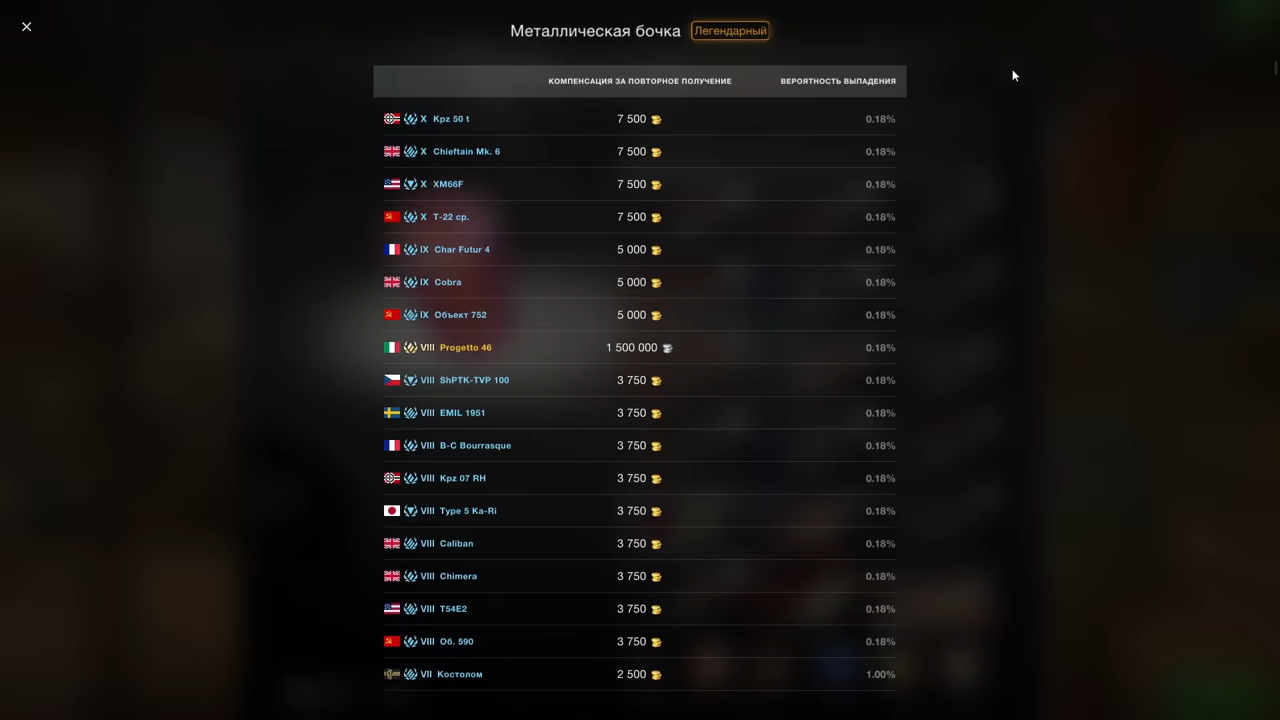 Металлическая бочка Легендарный
КОМПЕНСАЦИЯ ЗА ПОВТОРНОЕ ПОЛУЧЕНИЕ ВЕРОЯТНОСТЬ ВЫПАДЕНИЯ
X Kpz 50 t 7 500 0.18%
X Chieftain Mk. 6 7 500 0.18%
X XM66F 7 500 0.18%
X Т-22 ср. 7 500 0.18%
IX Char Futur 4 5 000 0.18%
IX Cobra 5 000 0.18%
IX Объект 752 5 000 0.18%
VIII Progetto 46 1 500 000 0.18%
VIII ShPTK-TVP 100 3 750 0.18%
VIII EMIL 1951 3 750 0.18%
VIII B-C Bourrasque 3 750 0.18%
VIII Kpz 07 RH 3 750 0.18%
VIII Type 5 Ka-Ri 3 750 0.18%
VIII Caliban 3 750 0.18%
VIII Chimera 3 750 0.18%
VIII T54E2 3 750 0.18%
VIII Об. 590 3 750 0.18%
VII Костолом 2 500 1.00%